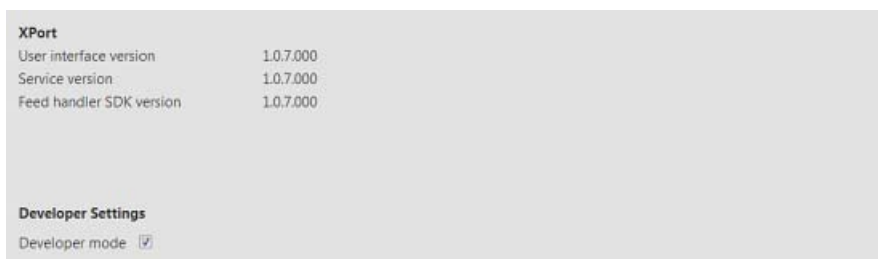 XPort
User interface version 1.0.7.000
Service version 1.0.7.000
Feed handler SDK version 1.0.7.000
Developer Settings
Developer mode